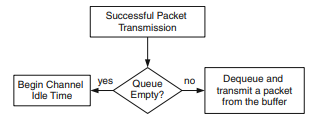 Successful Packet
Transmission
Begin Channel
Idle Time
yes
Queue
Empty?
no
Dequeue and
transmit a packet
from the buffer